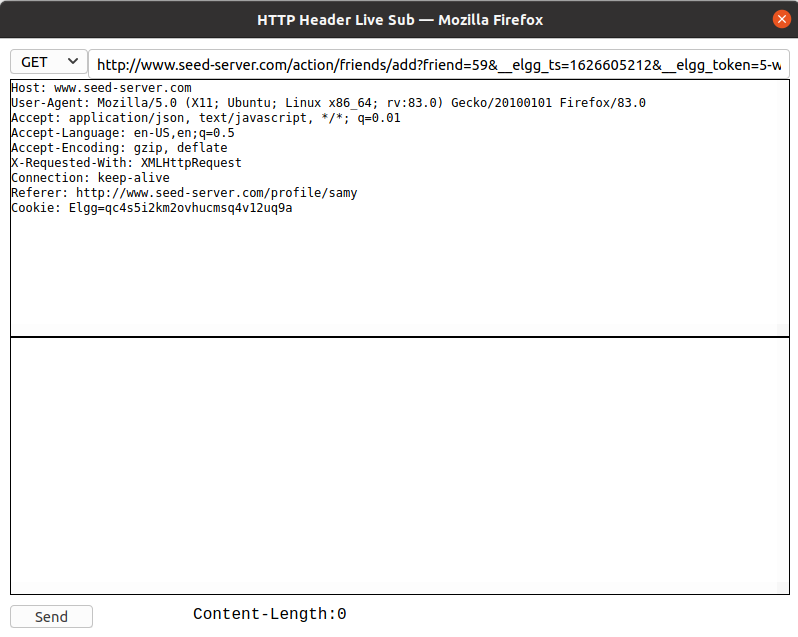 HTTP Header Live Sub — Mozilla Firefox
GET http://www.seed-server.com/action/friends/add?friend=59&__elgg_ts=1626605212&__elgg_token=5-w
Host: www.seed-server.com
User-Agent: Mozilla/5.0 (X11; Ubuntu; Linux x86_64; rv:83.0) Gecko/20100101 Firefox/83.0
Accept: application/json, text/javascript, */*; q=0.01
Accept-Language: en-US,en;q=0.5
Accept-Encoding: gzip, deflate
X-Requested-With: XMLHttpRequest
Connection: keep-alive
Referer: http://www.seed-server.com/profile/samy
Cookie: Elgg=qc4s5i2km2ovhucmsq4v12uq9a
Send Content-Length:0